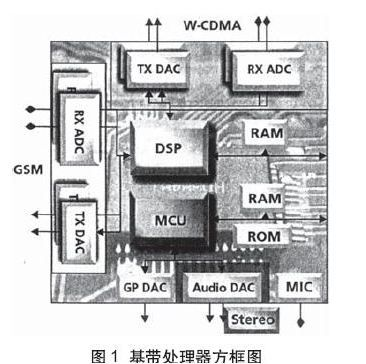 W-CDMA
TX DAC
RX ADC
RX ADC
GSM
DSP
RAM
TX DAC
MCU
RAM
ROM
GP DAC
Audio DAC
MIC
Stereo
图1 基带处理器方框图